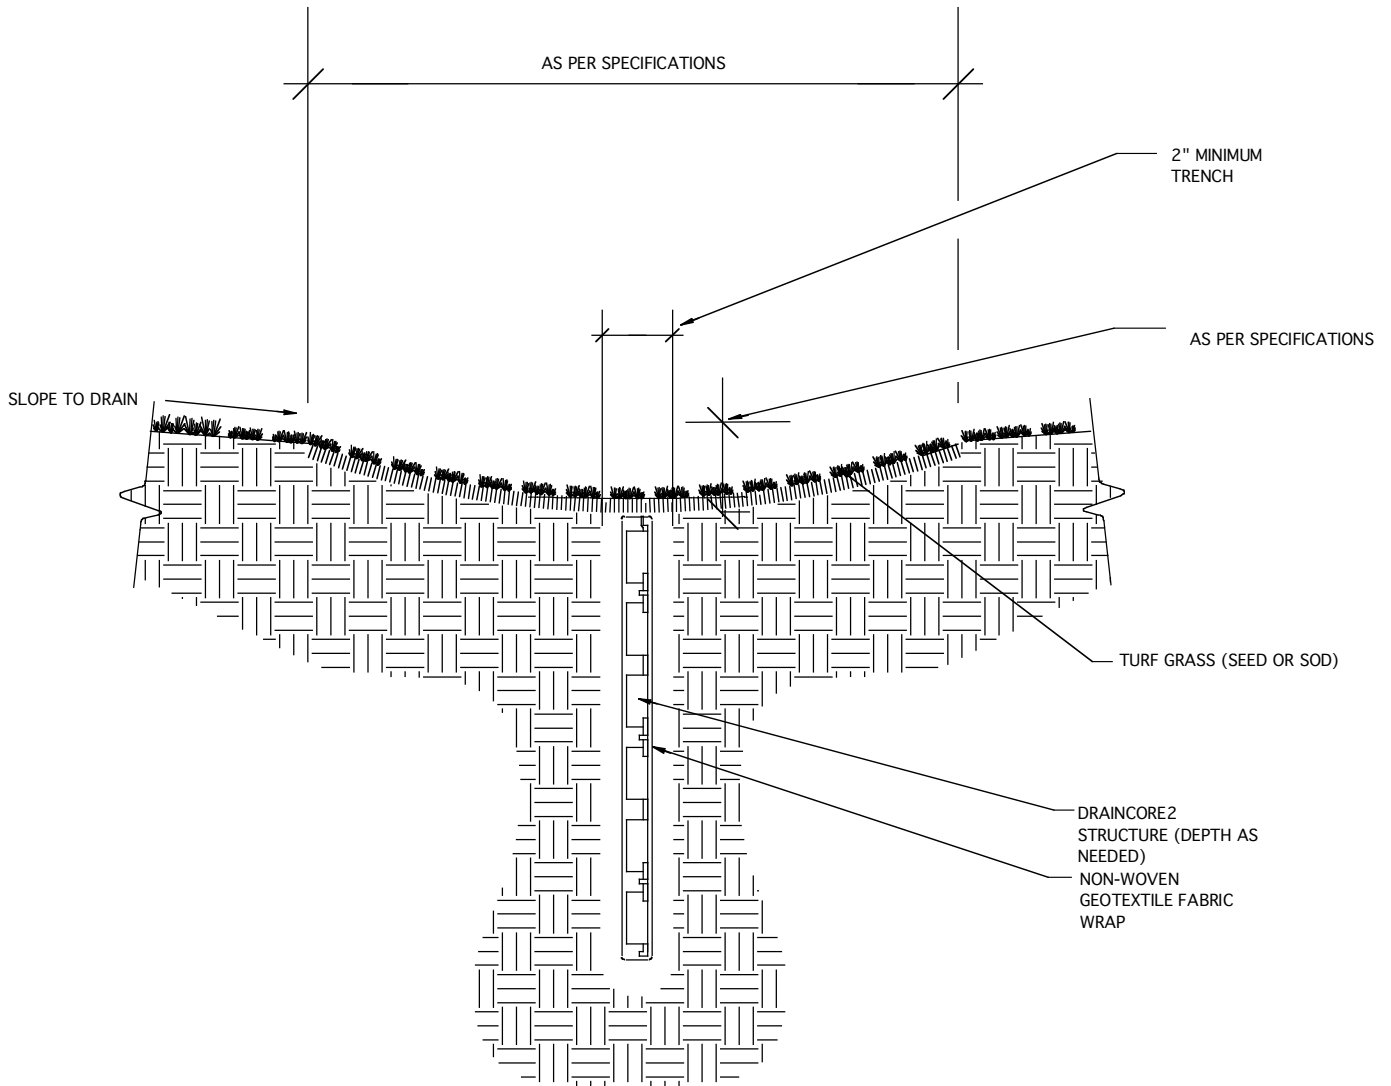 AS PER SPECIFICATIONS
2" MINIMUM
TRENCH
AS PER SPECIFICATIONS
SLOPE TO DRAIN
TURF GRASS (SEED OR SOD)
DRAINCORE2
STRUCTURE (DEPTH AS
NEEDED)
NON-WOVEN
GEOTEXTILE FABRIC
WRAP